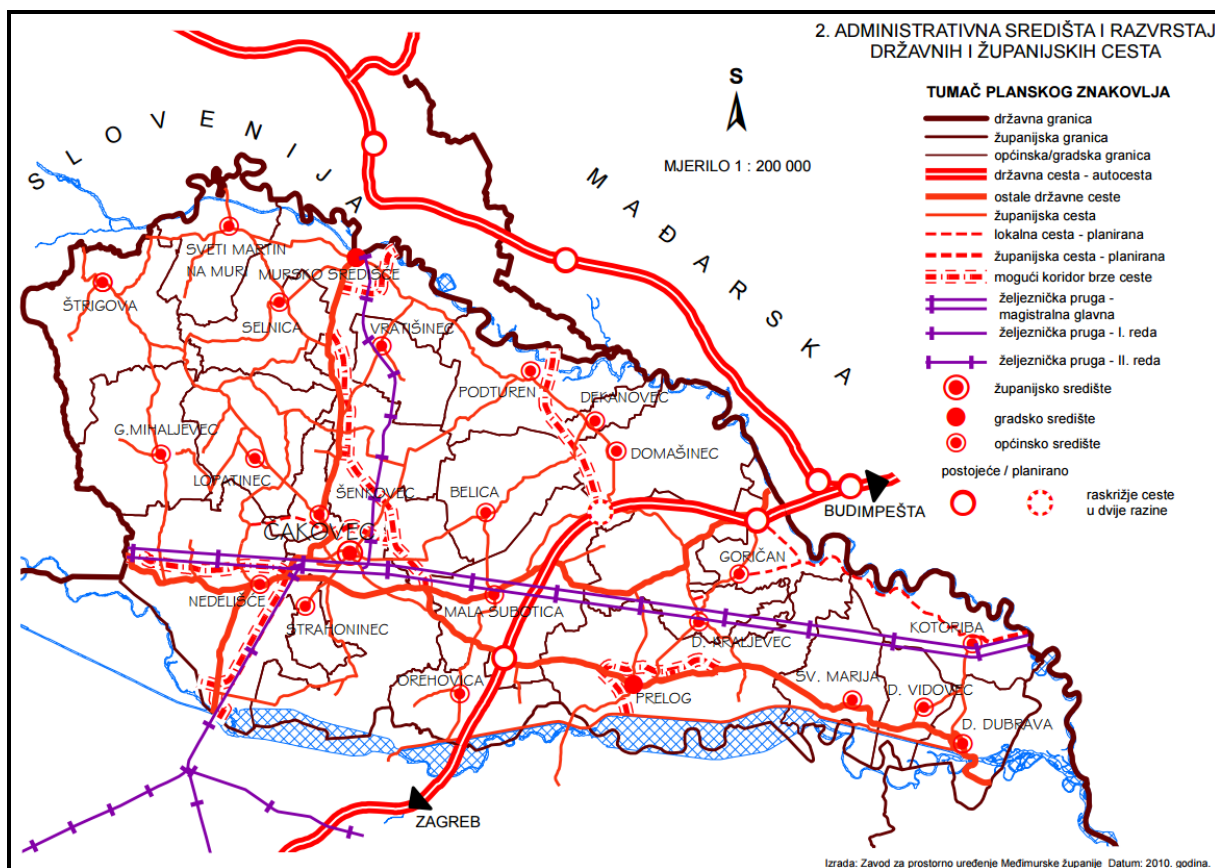 2. ADMINISTRATIVNA SREDIŠTA I RAZVRSTAJ
DRŽAVNIH I ŽUPANIJSKIH CESTA
S
MJERILO 1 : 200 000
TUMAČ PLANSKOG ZNAKOVLJA
državna granica
županijska granica
općinska/gradska granica
državna cesta - autocesta
ostale državne ceste
županijska cesta
lokalna cesta - planirana
županijska cesta - planirana
mogući koridor brze ceste
željeznička pruga -
magistralna glavna
željeznička pruga - I. reda
željeznička pruga - II. reda
županijsko središte
gradsko središte
općinsko središte
postojeće / planirano
raskrižje ceste
u dvije razine
SLOVENIJA
MAĐARSKA
SVETI MARTIN
NA MURI
MURSKO SREDIŠĆE
ŠTRIGOVA
SELNICA
VRATIŠINEC
PODTUREN
DEKANOVEC
G.MIHALJEVEC
DOMAŠINEC
LOPATINEC
ŠENKOVEC
BELICA
BUDIMPEŠTA
ČAKOVEC
GORIČAN
NEDELIŠĆE
MALA SUBOTICA
STRAHONINEC
KOTORIBA
D. KRALJEVEC
OREHOVICA
SV. MARIJA
D. VIDOVEC
PRELOG
D. DUBRAVA
ZAGREB
Izrada: Zavod za prostorno uređenje Međimurske županije Datum: 2010. godina.